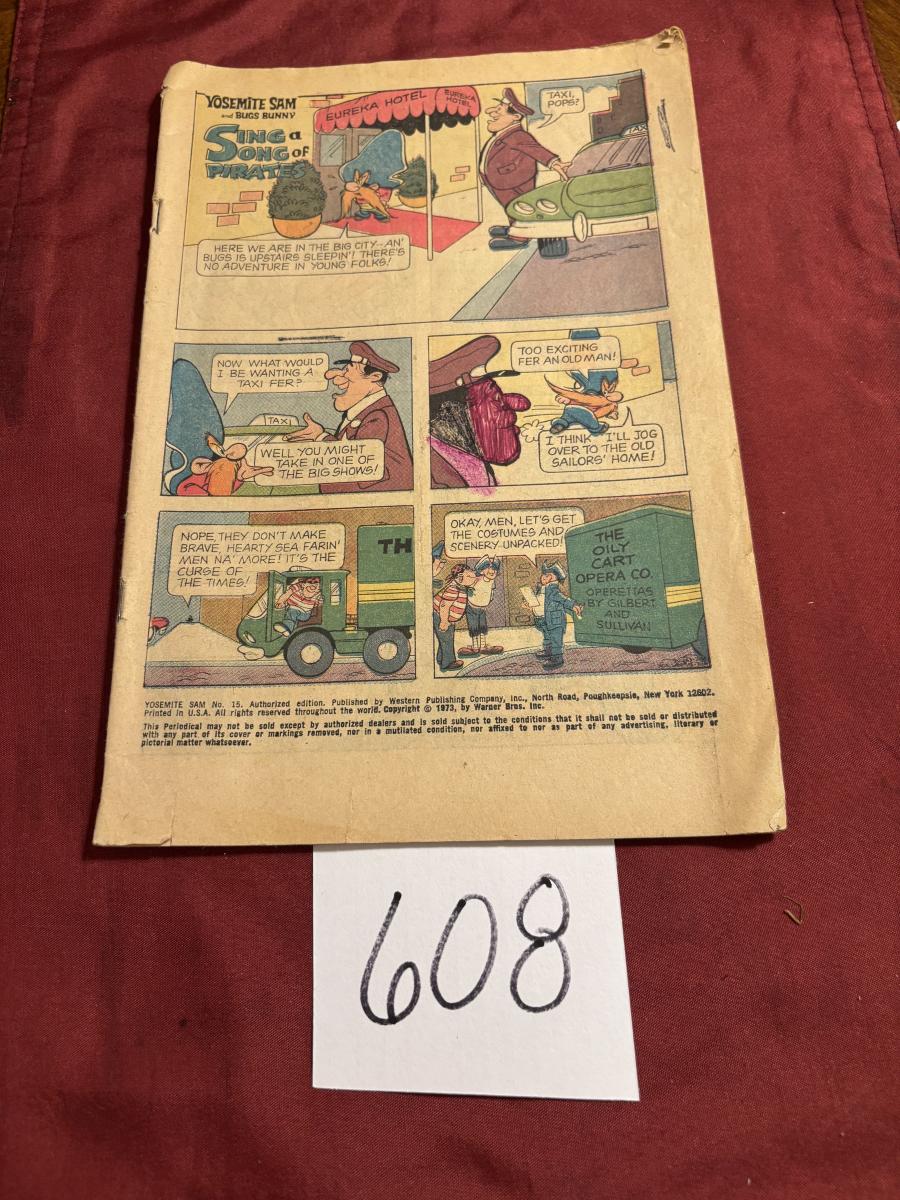 YOSEMITE SAM
and BUGS BUNNY
SING a
SONG OF
PIRATES
EUREKA HOTEL
EUREKA
HOTEL
TAXI,
POPS?
TAXI
HERE WE ARE IN THE BIG CITY--AN'
BUGS IS UPSTAIRS SLEEPIN'! THERE'S
NO ADVENTURE IN YOUNG FOLKS!
NOW WHAT WOULD
I BE WANTING A
TAXI FER?
TAXI
WELL YOU MIGHT
TAKE IN ONE OF
THE BIG SHOWS!
TOO EXCITING
FER AN OLD MAN!
I THINK I'LL JOG
OVER TO THE OLD
SAILORS' HOME!
NOPE, THEY DON'T MAKE
BRAVE, HEARTY SEA FARIN'
MEN NA' MORE! IT'S THE
CURSE OF
THE TIMES!
TH
OKAY, MEN, LET'S GET
THE COSTUMES AND
SCENERY UNPACKED!
THE
OILY
CART
OPERA CO.
OPERETTAS
BY GILBERT
AND
SULLIVAN
YOSEMITE SAM No. 15. Authorized edition. Published by Western Publishing Company, Inc., North Road, Poughkeepsie, New York 12602.
Printed in U.S.A. All rights reserved throughout the world. Copyright © 1973, by Warner Bros. Inc.
This Periodical may not be sold except by authorized dealers and is sold subject to the conditions that it shall not be sold or distributed
with any part of its cover or markings removed, nor in a mutilated condition, nor affixed to nor as part of any advertising, literary or
pictorial matter whatsoever.
608